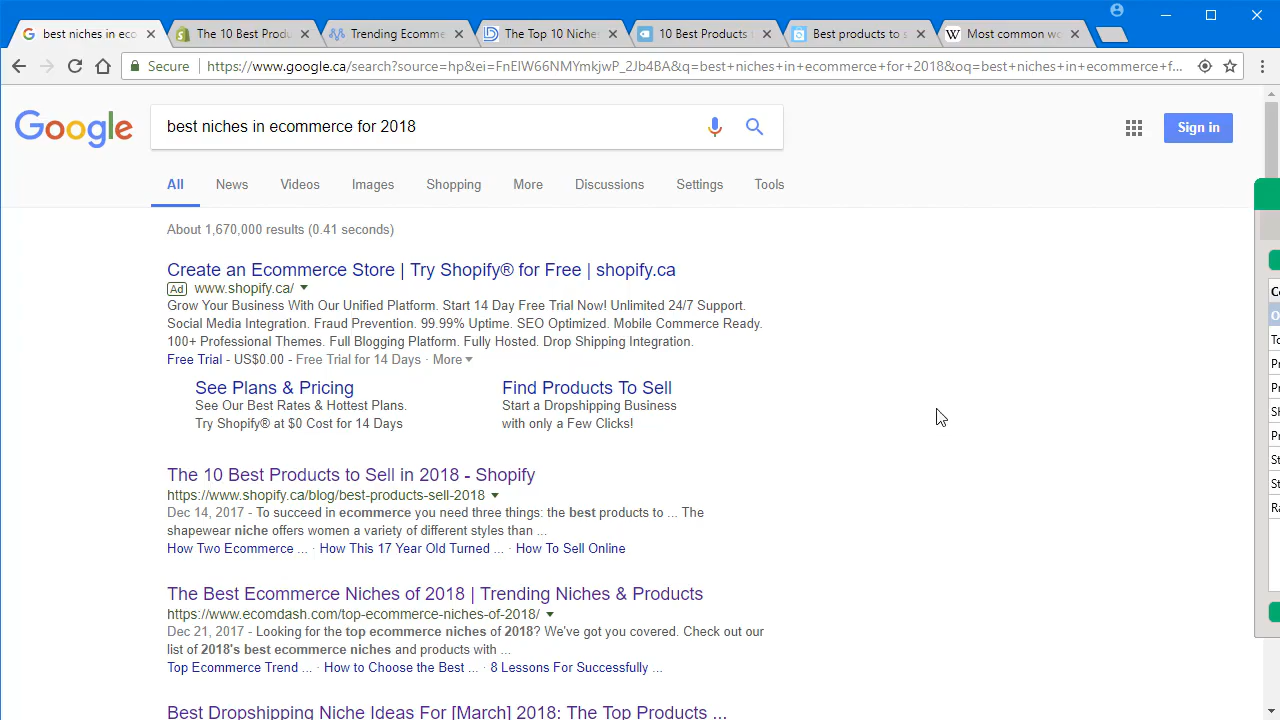 best niches in eco
The 10 Best Produ
Trending Ecomme
The Top 10 Niche
10 Best Products
Best products to s
Most common wo
Secure
https://www.google.ca/search?source=hp&ei=FnElW66NMYmkjwP_2Jb4BA&q=best+niches+in+ecommerce+for+2018&oq=best+niches+in+ecommerce+f...
Google
best niches in ecommerce for 2018
Sign in
All
News
Videos
Images
Shopping
More
Discussions
Settings
Tools
About 1,670,000 results (0.41 seconds)
Create an Ecommerce Store | Try Shopify® for Free | shopify.ca
Ad www.shopify.ca/
Grow Your Business With Our Unified Platform. Start 14 Day Free Trial Now! Unlimited 24/7 Support.
Social Media Integration. Fraud Prevention. 99.99% Uptime. SEO Optimized. Mobile Commerce Ready.
100+ Professional Themes. Full Blogging Platform. Fully Hosted. Drop Shipping Integration.
Free Trial - US$0.00 - Free Trial for 14 Days · More
See Plans & Pricing
See Our Best Rates & Hottest Plans.
Try Shopify® at $0 Cost for 14 Days
Find Products To Sell
Start a Dropshipping Business
with only a Few Clicks!
The 10 Best Products to Sell in 2018 - Shopify
https://www.shopify.ca/blog/best-products-sell-2018
Dec 14, 2017 - To succeed in ecommerce you need three things: the best products to ... The
shapewear niche offers women a variety of different styles than ...
How Two Ecommerce ... · How This 17 Year Old Turned ... · How To Sell Online
The Best Ecommerce Niches of 2018 | Trending Niches & Products
https://www.ecomdash.com/top-ecommerce-niches-of-2018/
Dec 21, 2017 - Looking for the top ecommerce niches of 2018? We've got you covered. Check out our
list of 2018's best ecommerce niches and products with ...
Top Ecommerce Trend ... · How to Choose the Best ... · 8 Lessons For Successfully ...
Best Dropshipping Niche Ideas For [March] 2018: The Top Products ...